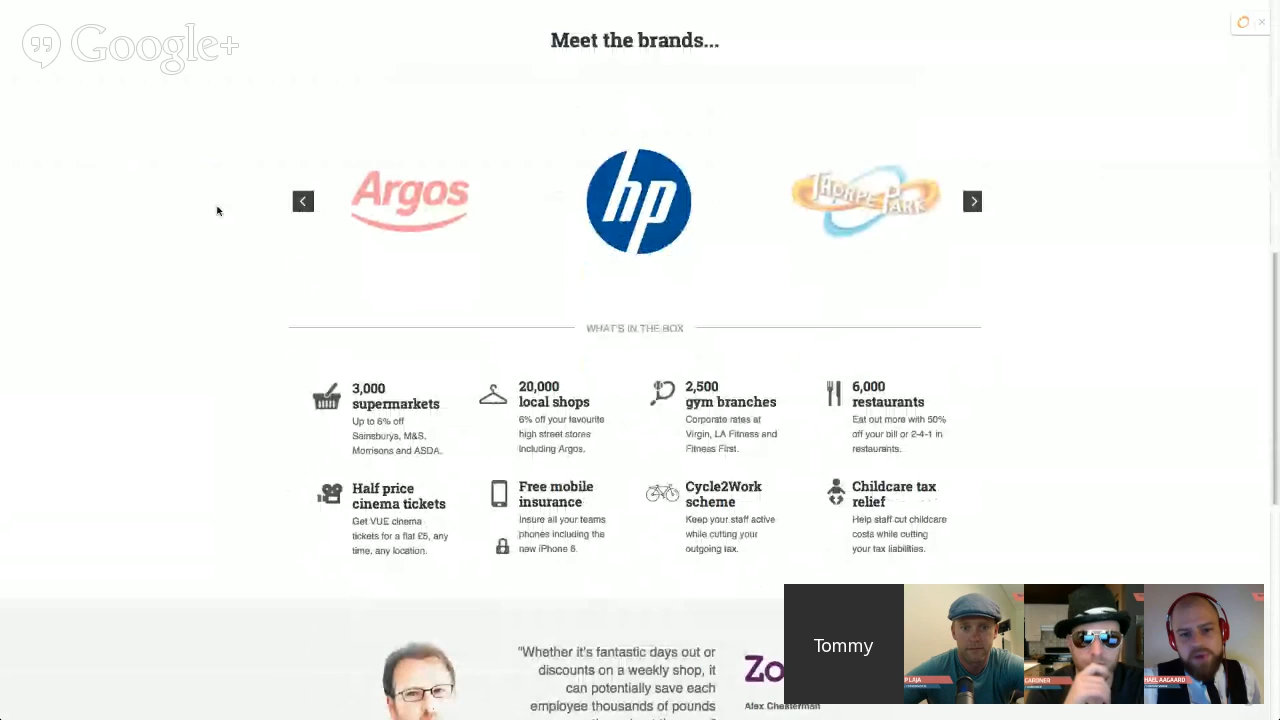 Google+
Meet the brands...
Argos
hp
THORPE PARK
WHAT'S IN THE BOX
3,000
supermarkets
Up to 6% off
Sainsburys, M&S,
Morrisons and ASDA.
20,000
local shops
6% off your favourite
high street stores
including Argos.
2,500
gym branches
Corporate rates at
Virgin, LA Fitness and
Fitness First.
6,000
restaurants
Eat out more with 50%
off your bill or 2-4-1 in
restaurants.
Half price
cinema tickets
Get VUE cinema
tickets for a flat £5, any
time, any location.
Free mobile
insurance
Insure all your teams
phones including the
new iPhone 6.
Cycle2Work
scheme
Keep your staff active
while cutting your
outgoing tax.
Childcare tax
relief
Help staff cut childcare
costs while cutting
your tax liabilities.
"Whether it's fantastic days out or
discounts on a weekly shop, it
can potentially save each
employee thousands of pounds
Zo
Alex Chesterman
Tommy
P LAJA
GARDNER
HAEL AAGAARD